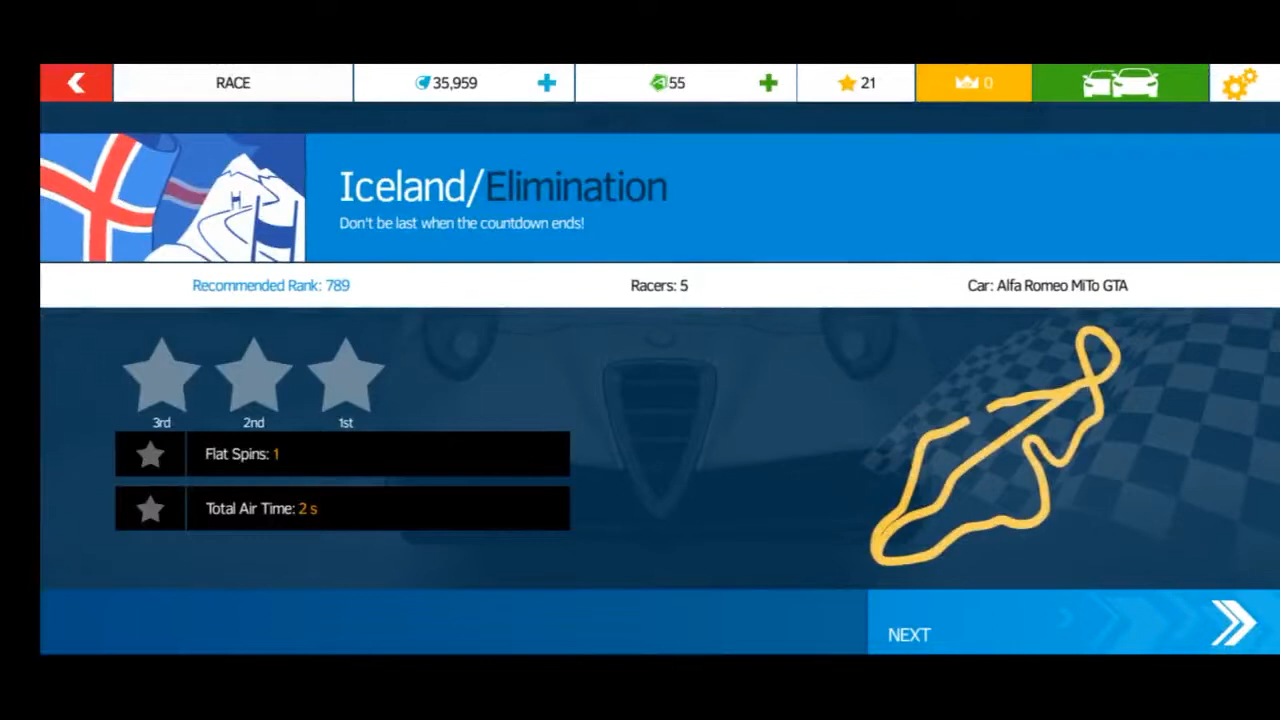 RACE 35,959 55 21 0
Iceland/Elimination
Don't be last when the countdown ends!
Recommended Rank: 789 Racers: 5 Car: Alfa Romeo MiTo GTA
3rd 2nd 1st
Flat Spins: 1
Total Air Time: 2 s
NEXT